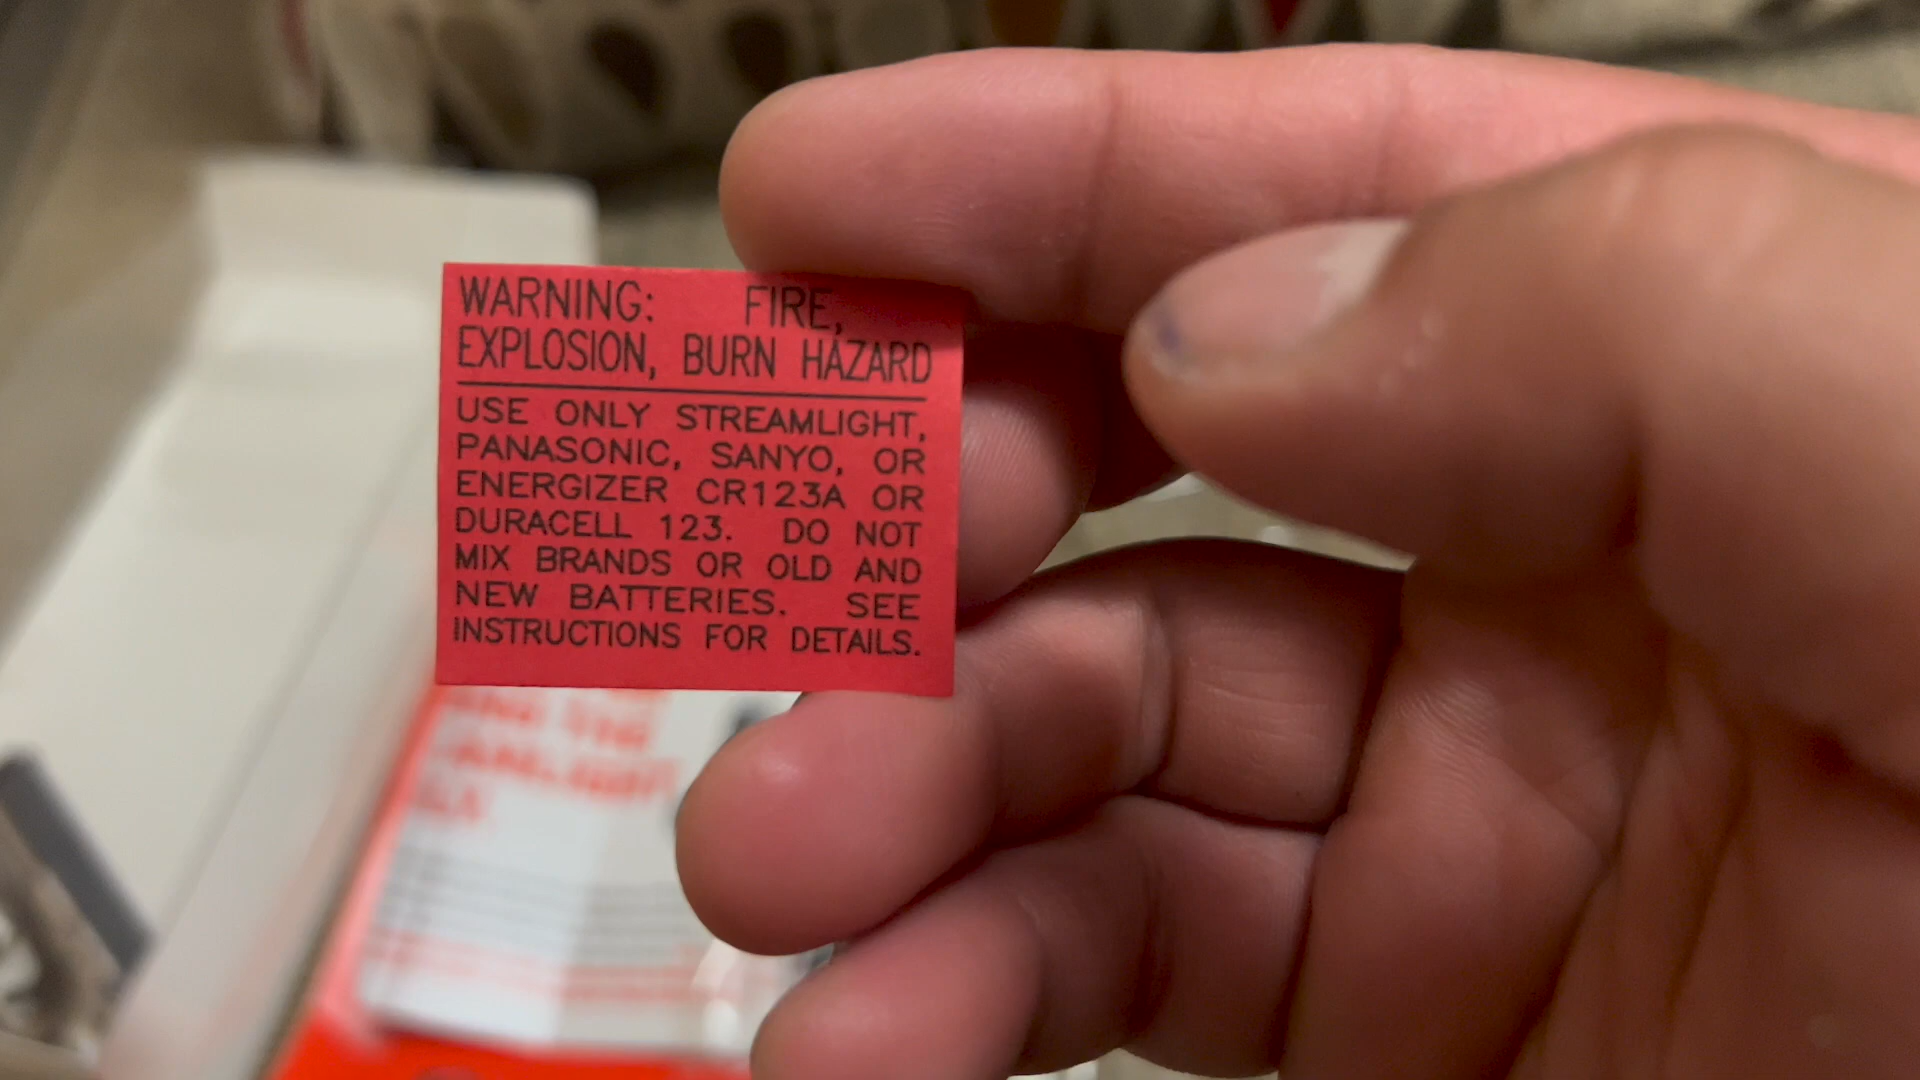 WARNING: FIRE,
EXPLOSION, BURN HAZARD
USE ONLY STREAMLIGHT,
PANASONIC, SANYO, OR
ENERGIZER CR123A OR
DURACELL 123. DO NOT
MIX BRANDS OR OLD AND
NEW BATTERIES. SEE
INSTRUCTIONS FOR DETAILS.